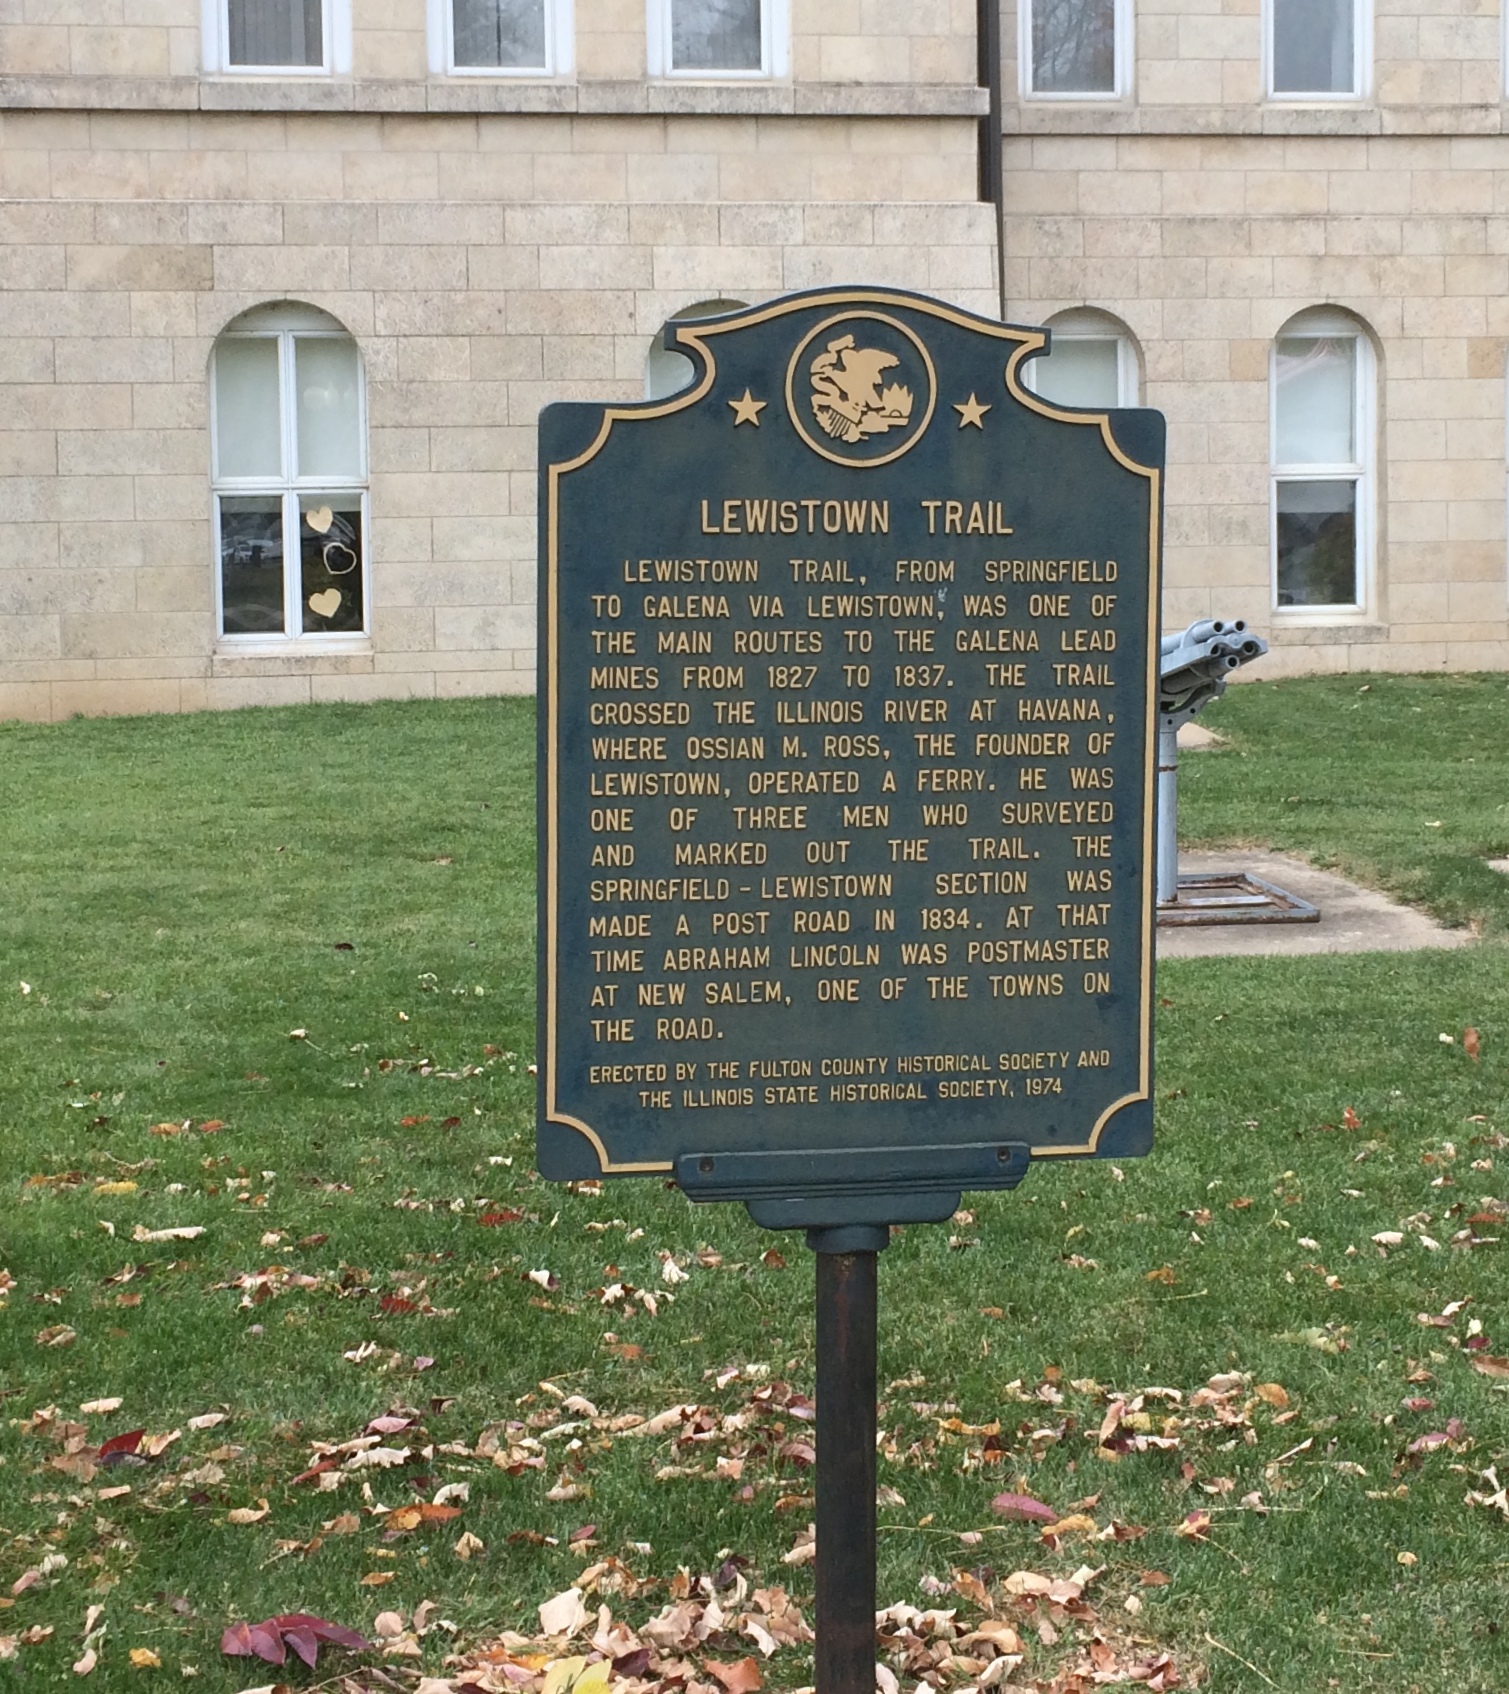 LEWISTOWN TRAIL
LEWISTOWN TRAIL, FROM SPRINGFIELD
TO GALENA VIA LEWISTOWN, WAS ONE OF
THE MAIN ROUTES TO THE GALENA LEAD
MINES FROM 1827 TO 1837. THE TRAIL
CROSSED THE ILLINOIS RIVER AT HAVANA,
WHERE OSSIAN M. ROSS, THE FOUNDER OF
LEWISTOWN, OPERATED A FERRY. HE WAS
ONE OF THREE MEN WHO SURVEYED
AND MARKED OUT THE TRAIL. THE
SPRINGFIELD - LEWISTOWN SECTION WAS
MADE A POST ROAD IN 1834. AT THAT
TIME ABRAHAM LINCOLN WAS POSTMASTER
AT NEW SALEM, ONE OF THE TOWNS ON
THE ROAD.
ERECTED BY THE FULTON COUNTY HISTORICAL SOCIETY AND
THE ILLINOIS STATE HISTORICAL SOCIETY, 1974